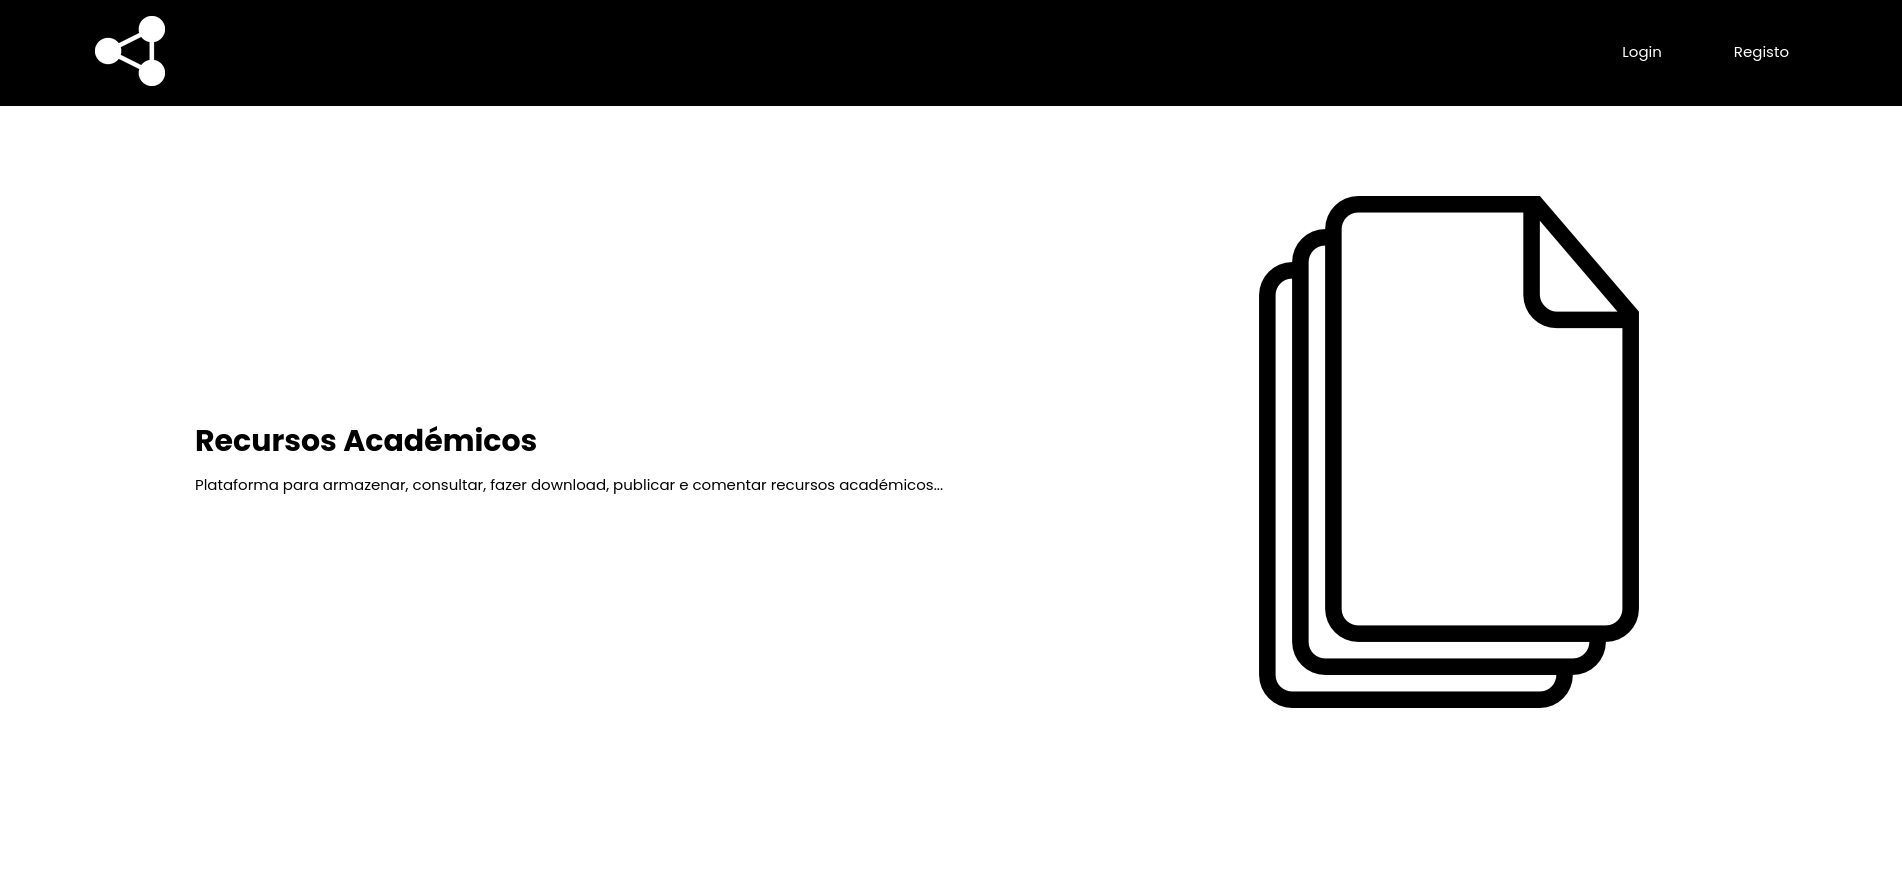 Login
Registo
Recursos Académicos
Plataforma para armazenar, consultar, fazer download, publicar e comentar recursos académicos...